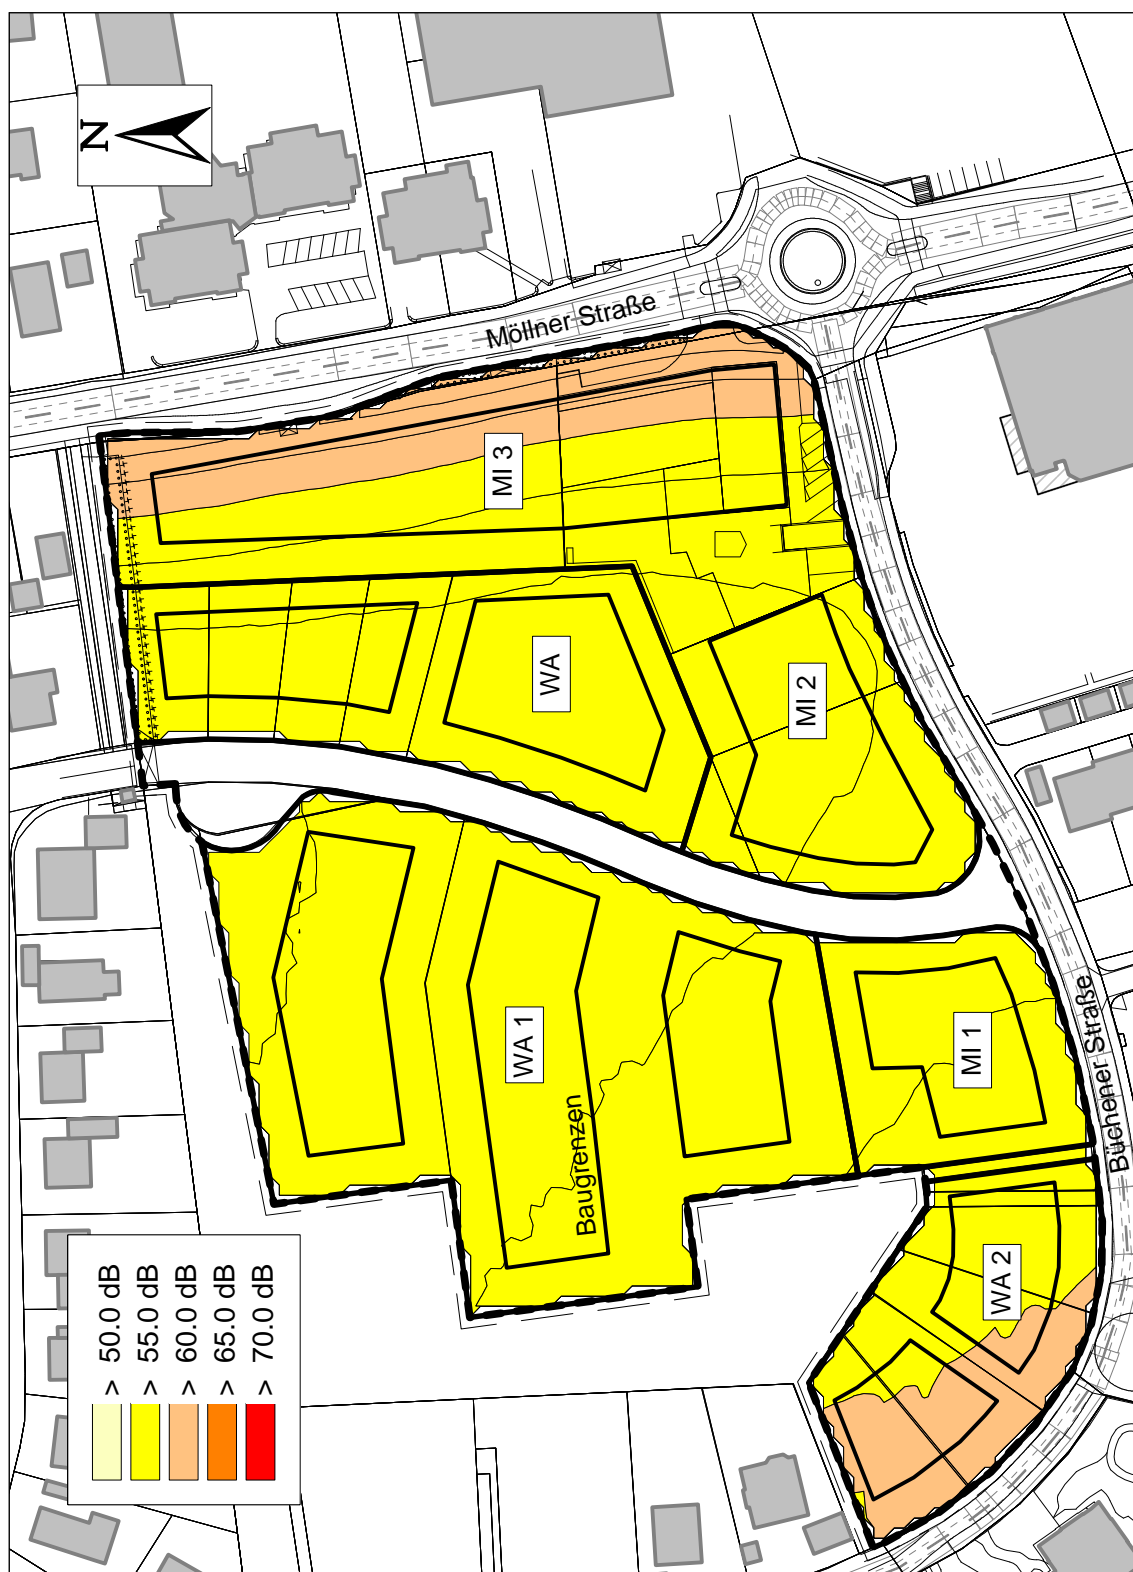 N
Möllner Straße
MI 3
WA
MI 2
WA 1
Baugrenzen
MI 1
Büchener Straße
WA 2
> 50.0 dB
> 55.0 dB
> 60.0 dB
> 65.0 dB
> 70.0 dB